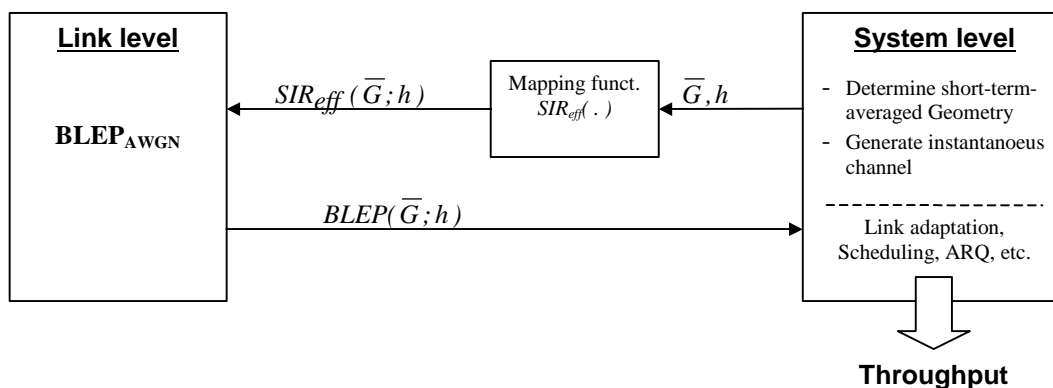 Link level
BLEP_AWGN
SIR_eff(G̅;h)
Mapping funct.
SIR_eff( . )
G̅,h
BLEP(G̅;h)
System level
- Determine short-term-
averaged Geometry
- Generate instantanoeus
channel
Link adaptation,
Scheduling, ARQ, etc.
Throughput